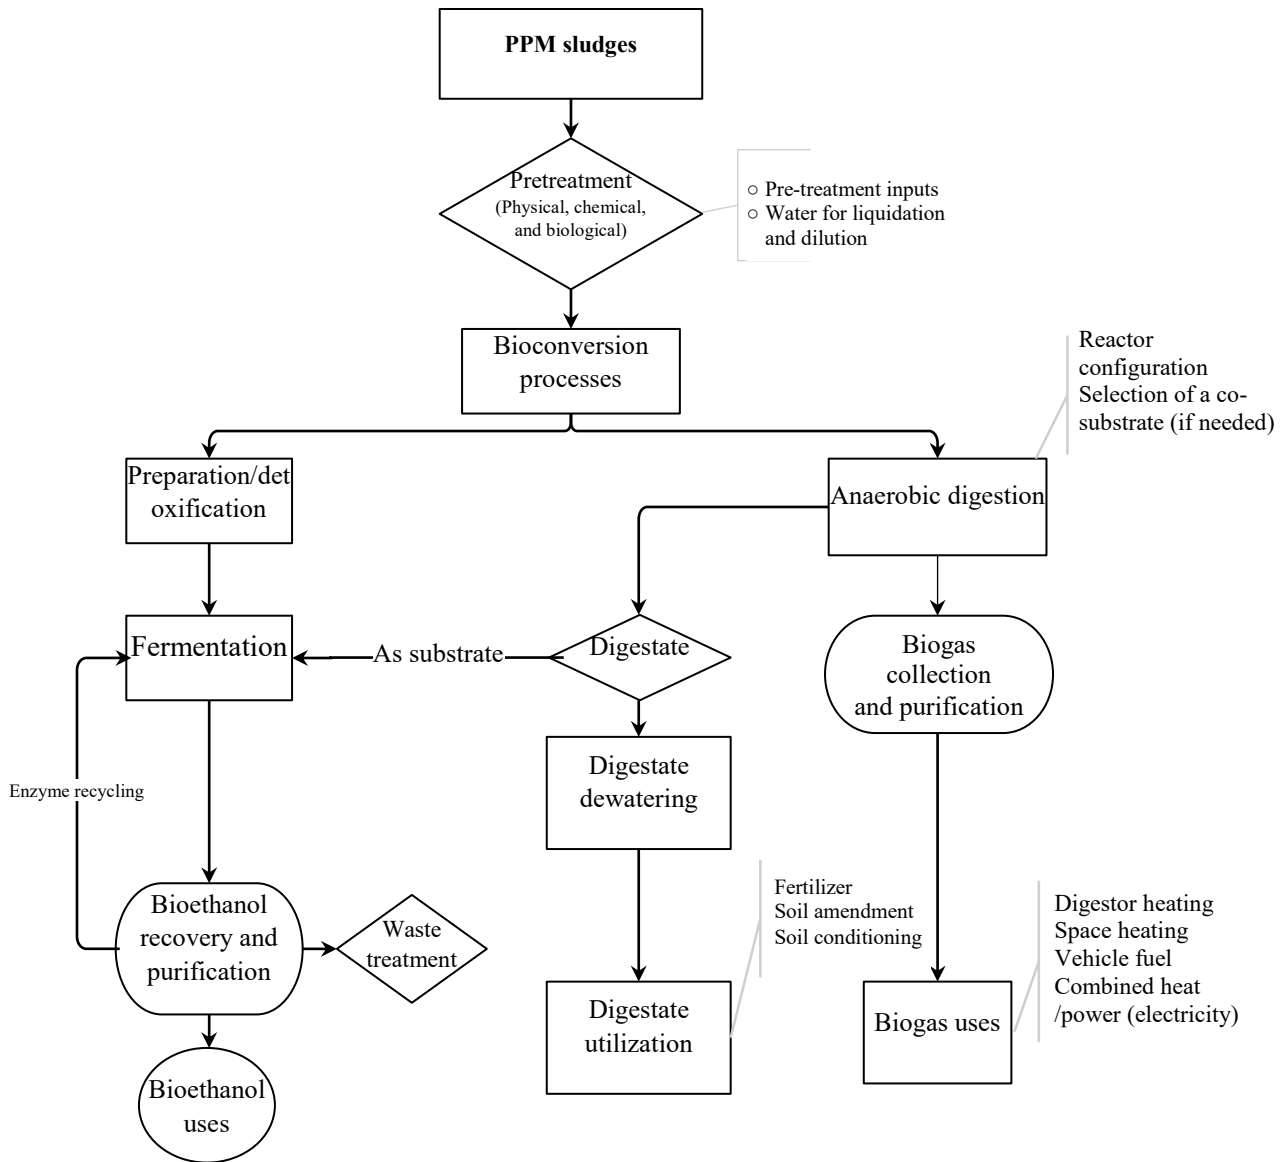 PPM sludges
Pretreatment
(Physical, chemical,
and biological)
○ Pre-treatment inputs
○ Water for liquidation
and dilution
Bioconversion
processes
Reactor
configuration
Selection of a co-
substrate (if needed)
Preparation/det
oxification
Anaerobic digestion
Fermentation
As substrate
Digestate
Biogas
collection
and purification
Digestate
dewatering
Enzyme recycling
Bioethanol
recovery and
purification
Waste
treatment
Fertilizer
Soil amendment
Soil conditioning
Digestor heating
Space heating
Vehicle fuel
Combined heat
/power (electricity)
Digestate
utilization
Biogas uses
Bioethanol
uses